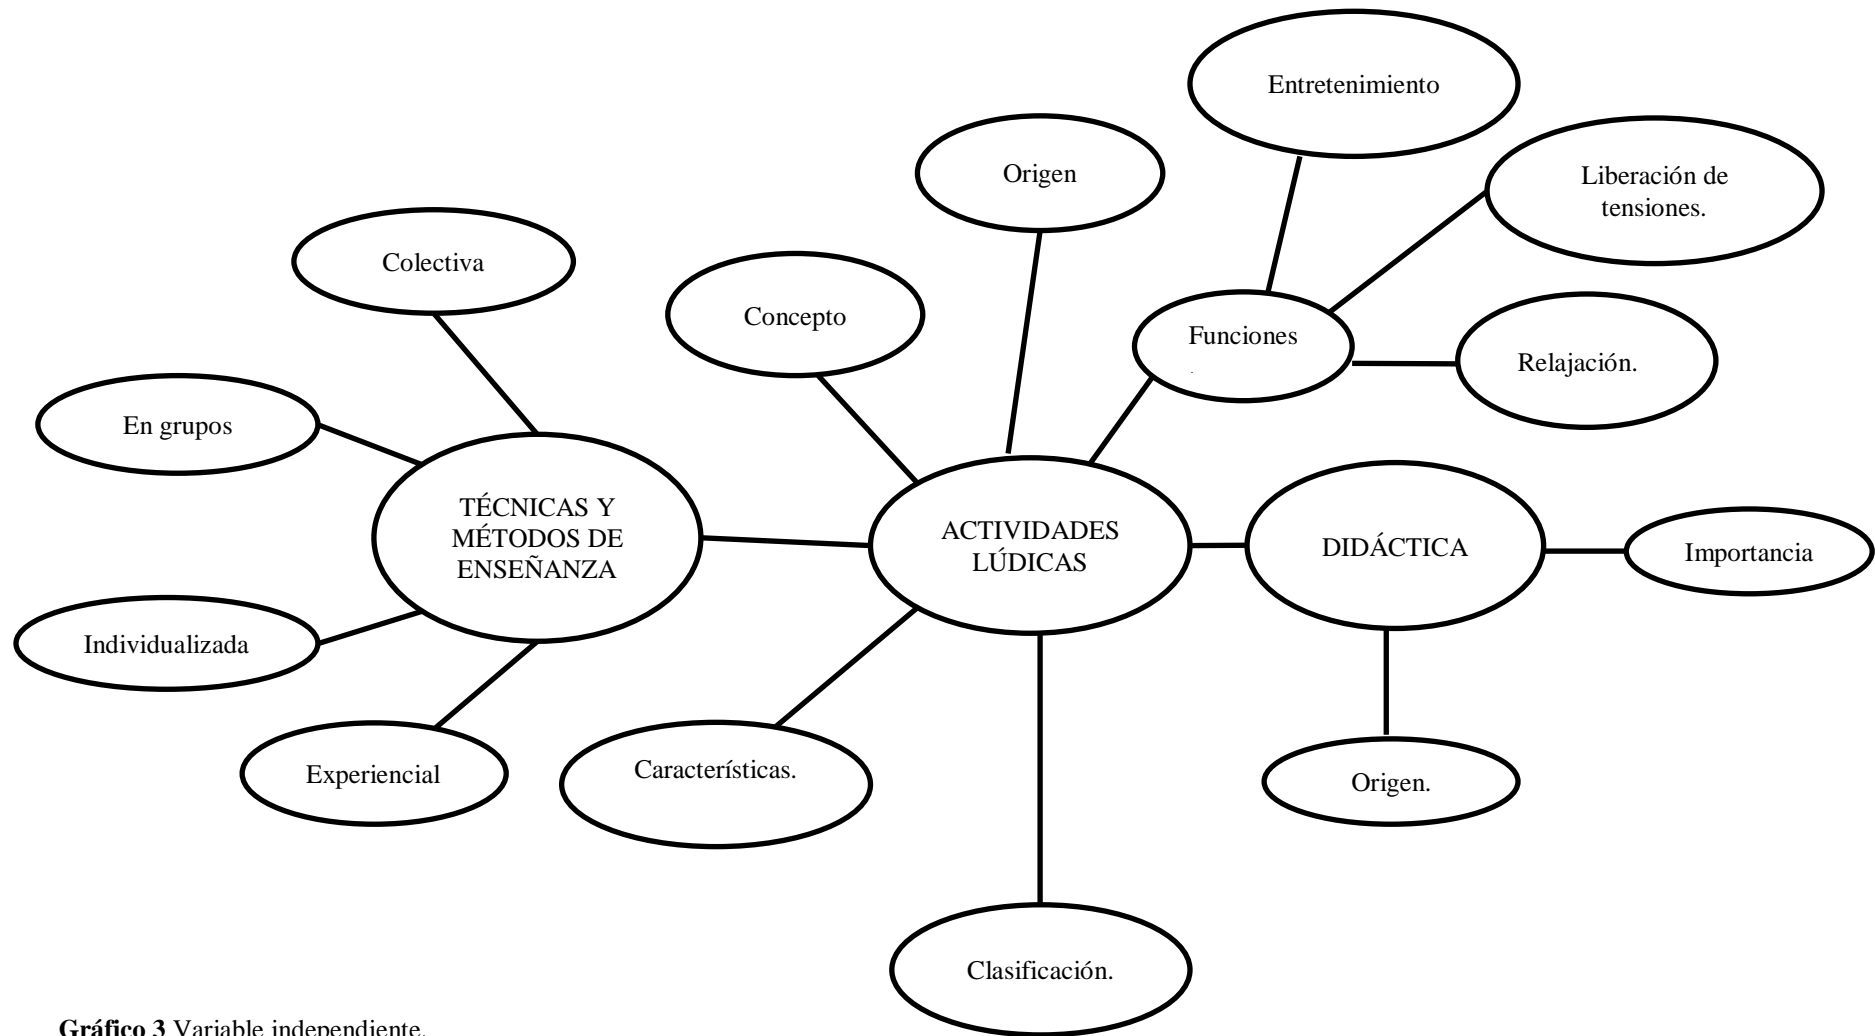 Entretenimiento
Origen
Liberación de
tensiones.
Colectiva
Concepto
Funciones
.
Relajación.
En grupos
TÉCNICAS Y
MÉTODOS DE
ENSEÑANZA
ACTIVIDADES
LÚDICAS
DIDÁCTICA
Importancia
Individualizada
Experiencial
Características.
Origen.
Clasificación.
Gráfico 3 Variable independiente.